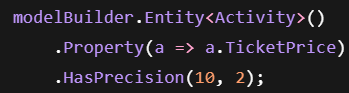 modelBuilder.Entity<Activity>()
    .Property(a => a.TicketPrice)
    .HasPrecision(10, 2);